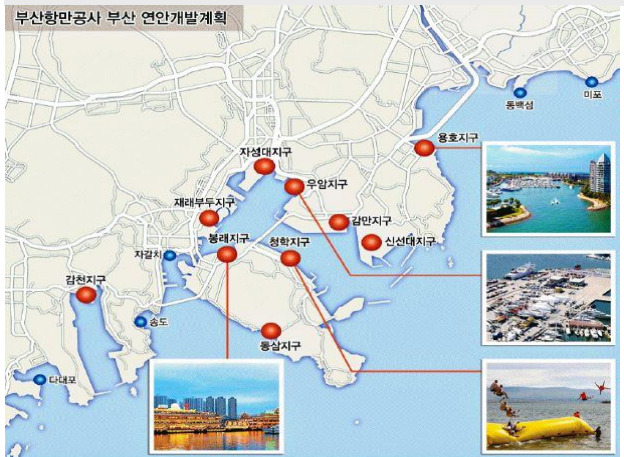 부산항만공사 부산 연안개발계획
미포
동백섬
용호지구
자성대지구
우암지구
재래부두지구
감만지구
봉래지구
청학지구
신선대지구
자갈치
감천지구
송도
동삼지구
다대포